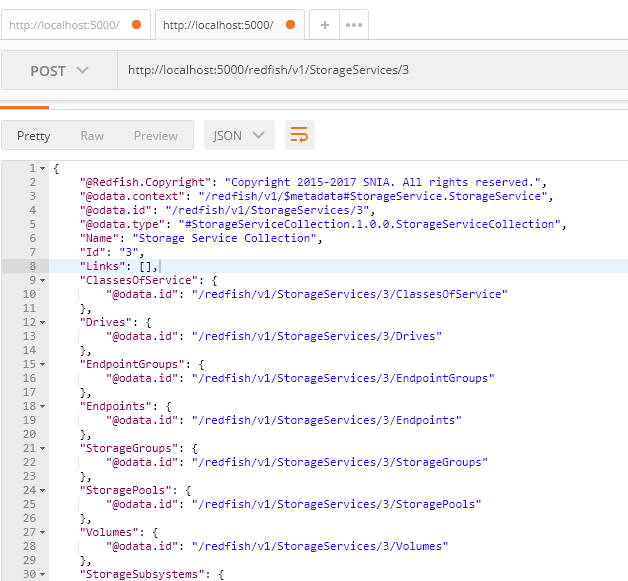 http://localhost:5000/ http://localhost:5000/ + •••
POST http://localhost:5000/redfish/v1/StorageServices/3
Pretty Raw Preview JSON
1 {
2 "@Redfish.Copyright": "Copyright 2015-2017 SNIA. All rights reserved.",
3 "@odata.context": "/redfish/v1/$metadata#StorageService.StorageService",
4 "@odata.id": "/redfish/v1/StorageServices/3",
5 "@odata.type": "#StorageServiceCollection.1.0.0.StorageServiceCollection",
6 "Name": "Storage Service Collection",
7 "Id": "3",
8 "Links": [],
9 "ClassesOfService": {
10 "@odata.id": "/redfish/v1/StorageServices/3/ClassesOfService"
11 },
12 "Drives": {
13 "@odata.id": "/redfish/v1/StorageServices/3/Drives"
14 },
15 "EndpointGroups": {
16 "@odata.id": "/redfish/v1/StorageServices/3/EndpointGroups"
17 },
18 "Endpoints": {
19 "@odata.id": "/redfish/v1/StorageServices/3/Endpoints"
20 },
21 "StorageGroups": {
22 "@odata.id": "/redfish/v1/StorageServices/3/StorageGroups"
23 },
24 "StoragePools": {
25 "@odata.id": "/redfish/v1/StorageServices/3/StoragePools"
26 },
27 "Volumes": {
28 "@odata.id": "/redfish/v1/StorageServices/3/Volumes"
29 },
30 "StorageSubsystems": {